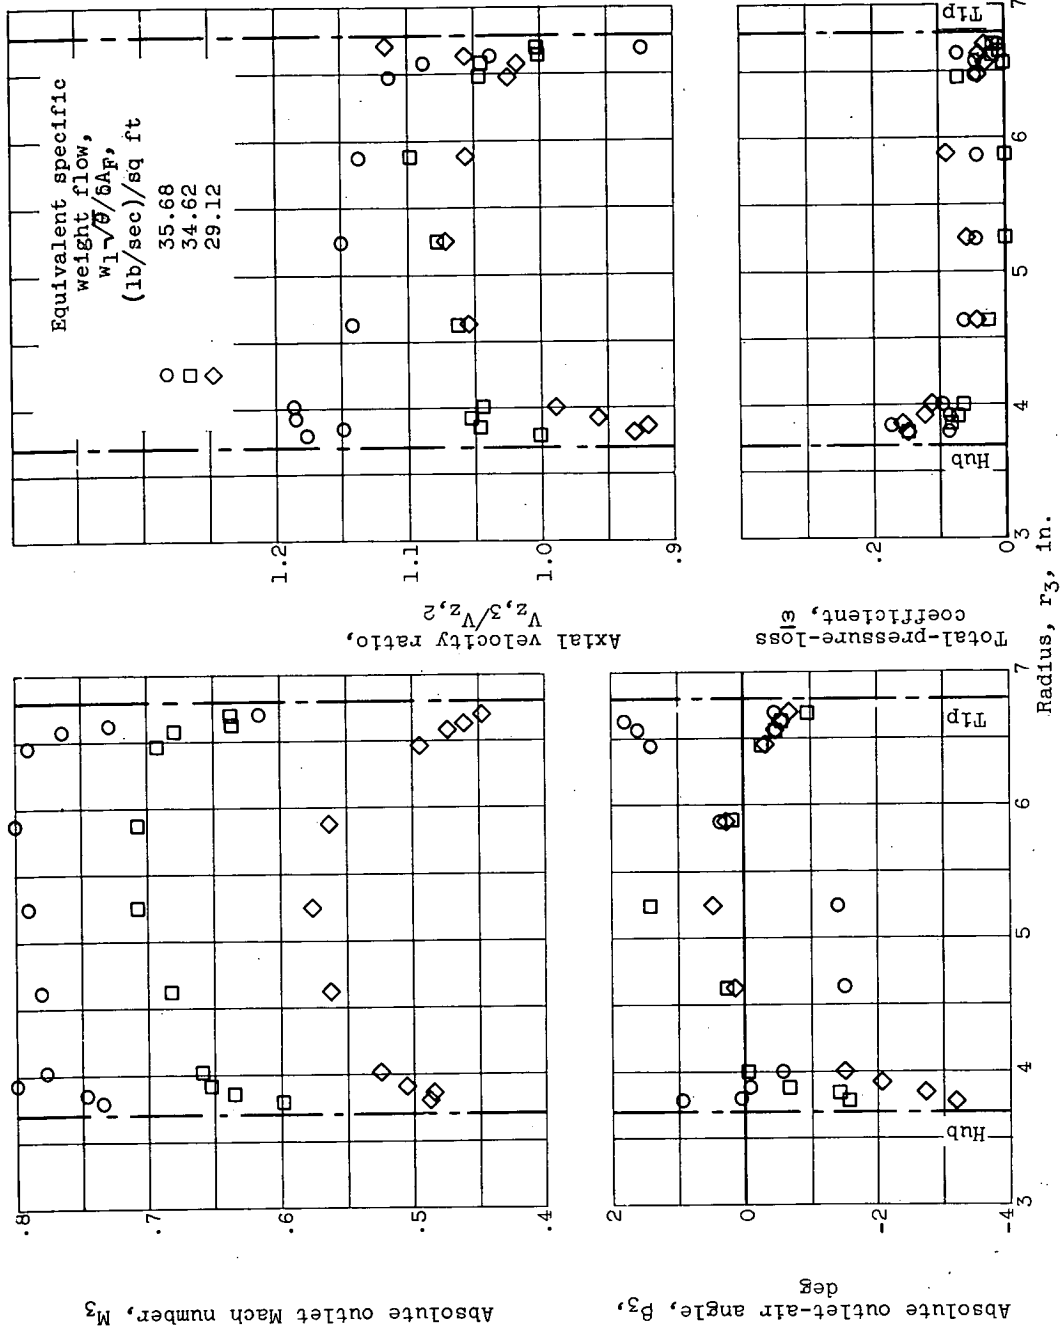 Equivalent specific
weight flow,
w₁√θ/δA_F,
(lb/sec)/sq ft
○ 35.68
□ 34.62
◇ 29.12
Absolute outlet Mach number, M₃
.8
.7
.6
.5
.4
Axial velocity ratio,
V_z,3/V_z,2
1.2
1.1
1.0
.9
Absolute outlet-air angle, β₃,
deg
2
0
-2
-4
Hub
Tip
3
4
5
6
7
Total-pressure-loss
coefficient, ω̅
.2
.1
0
Hub
Tip
3
4
5
6
7
Radius, r₃, in.